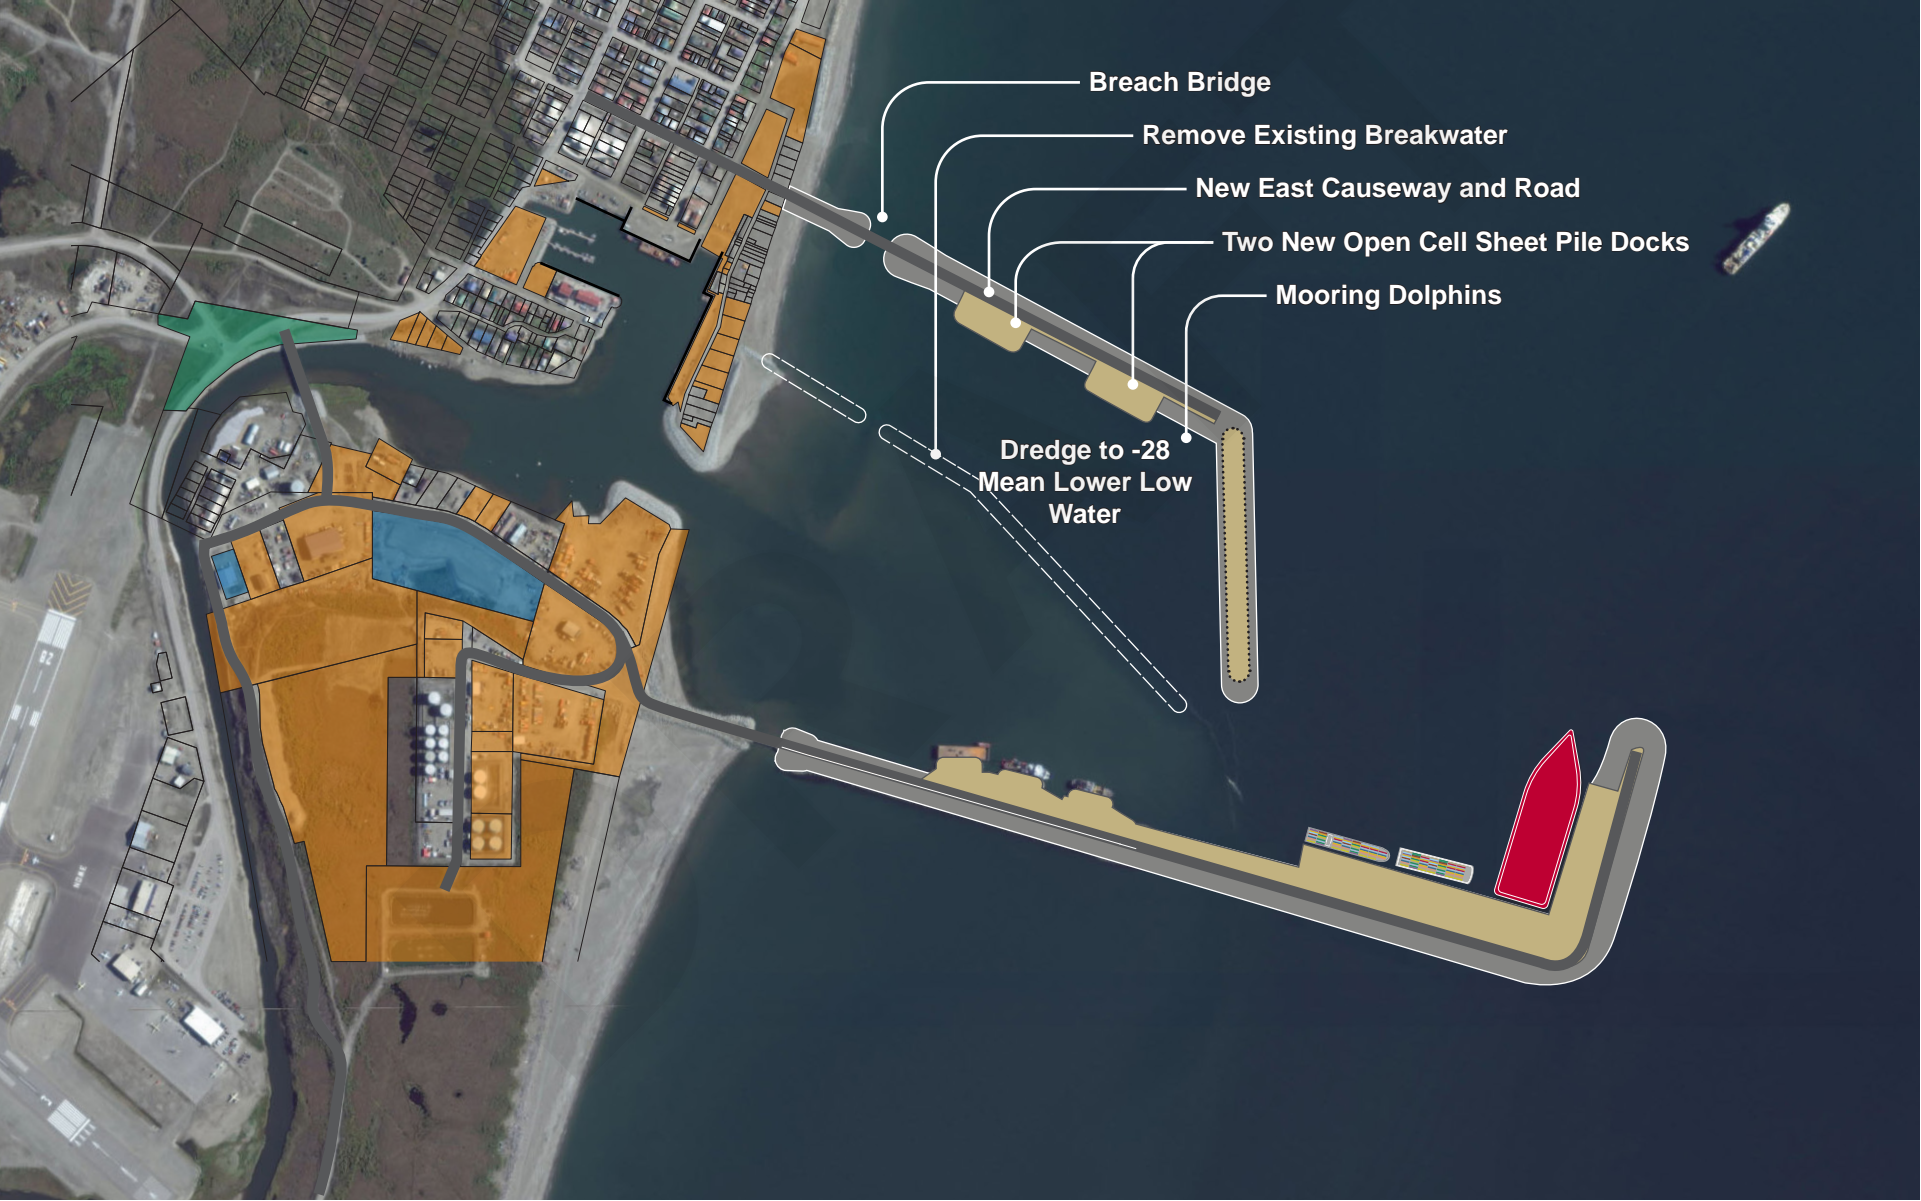 Breach Bridge
Remove Existing Breakwater
New East Causeway and Road
Two New Open Cell Sheet Pile Docks
Mooring Dolphins
Dredge to -28
Mean Lower Low
Water
NOME